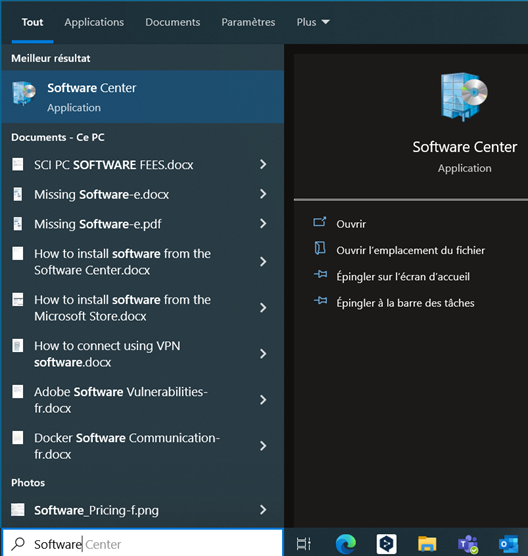 Tout Applications Documents Paramètres Plus
Meilleur résultat
Software Center
Application
Documents - Ce PC
SCI PC SOFTWARE FEES.docx
Missing Software-e.docx
Missing Software-e.pdf
How to install software from the
Software Center.docx
How to install software from the
Microsoft Store.docx
How to connect using VPN
software.docx
Adobe Software Vulnerabilities-
fr.docx
Docker Software Communication-
fr.docx
Photos
Software_Pricing-f.png
Software Center
Software Center
Application
Ouvrir
Ouvrir l'emplacement du fichier
Épingler sur l'écran d'accueil
Épingler à la barre des tâches